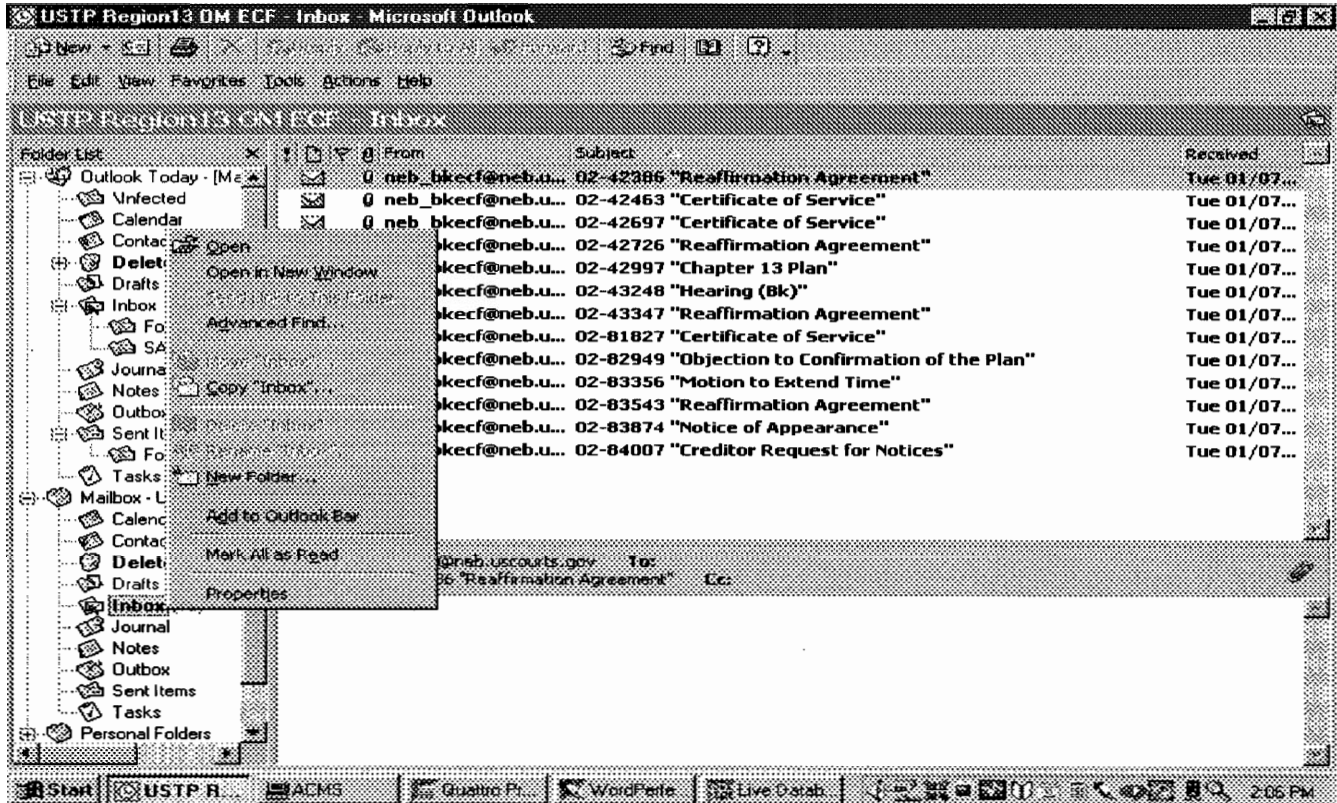 USTP Region13 OM ECF - Inbox - Microsoft Outlook
New Find
File Edit View Favorites Tools Actions Help
USTP Region13 OM ECF - Inbox
Folder List
From Subject Received
Outlook Today - [Ma
\Infected
Calendar
Contac
Delet
Drafts
Inbox
Fo
SA
Journa
Notes
Outbo
Sent It
Fo
Tasks
Mailbox - U
Calenc
Contac
Delet
Drafts
Inbox
Journal
Notes
Outbox
Sent Items
Tasks
Personal Folders
Open
Open in New Window
Advanced Find...
Copy "Inbox"...
New Folder...
Add to Outlook Bar
Mark All as Read
Properties
neb_bkecf@neb.u... 02-42386 "Reaffirmation Agreement" Tue 01/07...
neb_bkecf@neb.u... 02-42463 "Certificate of Service" Tue 01/07...
neb_bkecf@neb.u... 02-42697 "Certificate of Service" Tue 01/07...
kecf@neb.u... 02-42726 "Reaffirmation Agreement" Tue 01/07...
kecf@neb.u... 02-42997 "Chapter 13 Plan" Tue 01/07...
kecf@neb.u... 02-43248 "Hearing (Bk)" Tue 01/07...
kecf@neb.u... 02-43347 "Reaffirmation Agreement" Tue 01/07...
kecf@neb.u... 02-81827 "Certificate of Service" Tue 01/07...
kecf@neb.u... 02-82949 "Objection to Confirmation of the Plan" Tue 01/07...
kecf@neb.u... 02-83356 "Motion to Extend Time" Tue 01/07...
kecf@neb.u... 02-83543 "Reaffirmation Agreement" Tue 01/07...
kecf@neb.u... 02-83874 "Notice of Appearance" Tue 01/07...
kecf@neb.u... 02-84007 "Creditor Request for Notices" Tue 01/07...
@neb.uscourts.gov To:
86 "Reaffirmation Agreement" Cc:
Start USTP R... ACMS Quattro Pr... WordPerfe Live Datab.. 2:06 PM